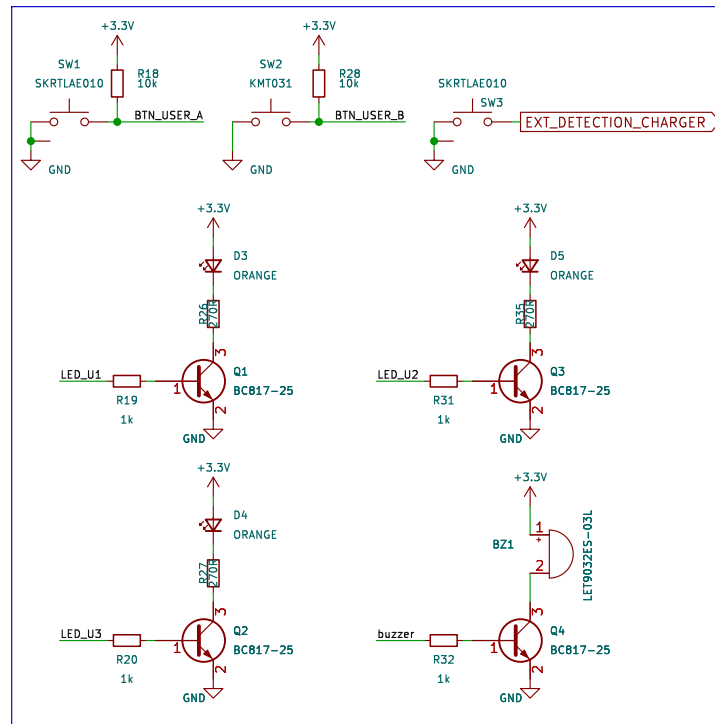 +3.3V
+3.3V
SW1
SKRTLAE010
R18
10k
BTN_USER_A
GND
SW2
KMT031
R28
10k
BTN_USER_B
GND
SKRTLAE010
SW3
EXT_DETECTION_CHARGER
GND
+3.3V
D3
ORANGE
R26
270R
LED_U1
R19
1k
1
3
2
Q1
BC817-25
GND
+3.3V
D5
ORANGE
R35
270R
LED_U2
R31
1k
1
3
2
Q3
BC817-25
GND
+3.3V
D4
ORANGE
R27
270R
LED_U3
R20
1k
1
3
2
Q2
BC817-25
GND
+3.3V
BZ1
1
+
2
LET9032ES-03L
buzzer
R32
1k
1
3
2
Q4
BC817-25
GND